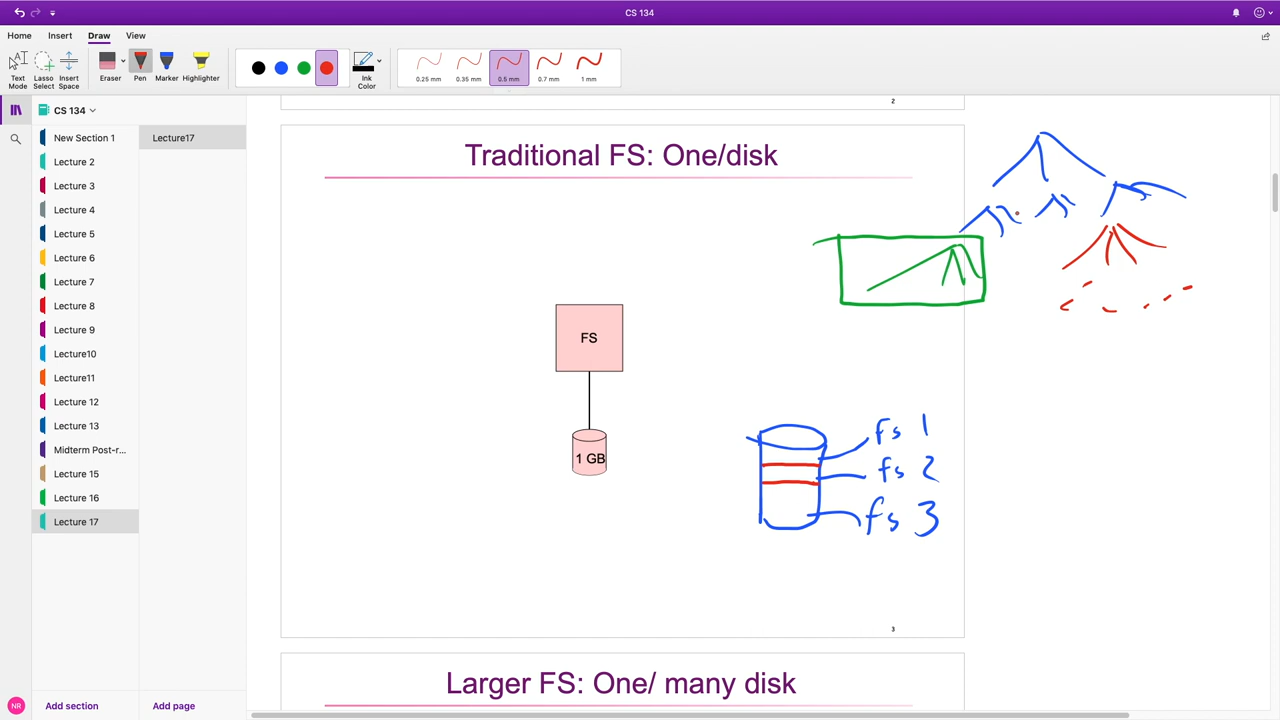 CS 134
Home Insert Draw View
Text Mode
Lasso Select
Insert Space
Eraser
Pen
Marker
Highlighter
Ink Color
0.25 mm
0.35 mm
0.5 mm
0.7 mm
1 mm
CS 134
New Section 1
Lecture 2
Lecture 3
Lecture 4
Lecture 5
Lecture 6
Lecture 7
Lecture 8
Lecture 9
Lecture10
Lecture11
Lecture 12
Lecture 13
Midterm Post-r...
Lecture 15
Lecture 16
Lecture 17
NR
Add section
Lecture17
Add page
2
Traditional FS: One/disk
FS
1 GB
fs 1
fs 2
fs 3
3
Larger FS: One/ many disk